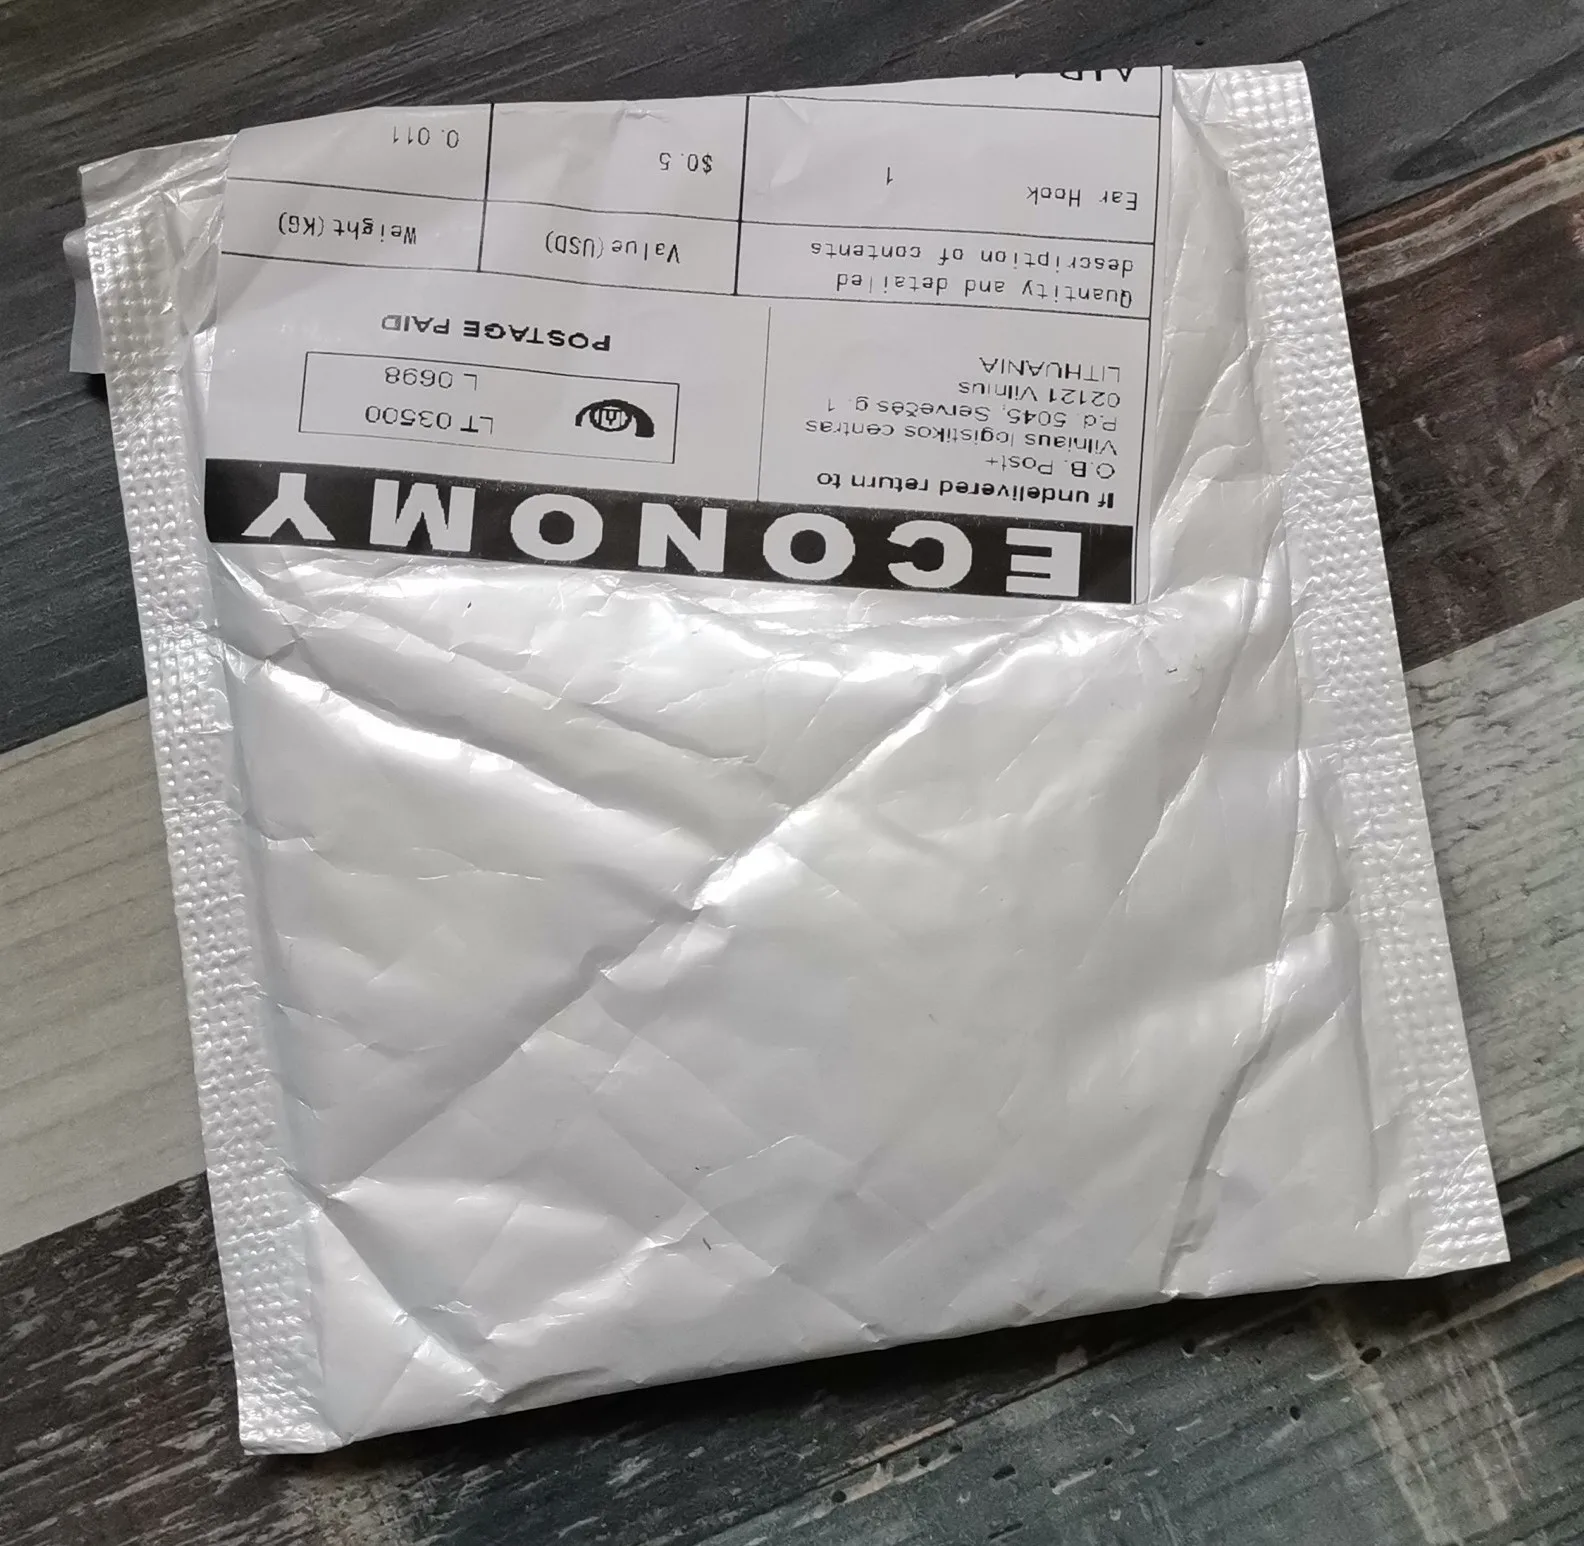 ECONOMY
If undelivered return to
O.B. Post+
Vilniaus logistikos centras
P.d. 5045, Servečės g. 1
02121 Vilnius
LITHUANIA
LT 03500
L 0698
POSTAGE PAID
Quantity and detailed description of contents
Value(USD)
Weight(KG)
Ear Hook 1
$0.5
0.011